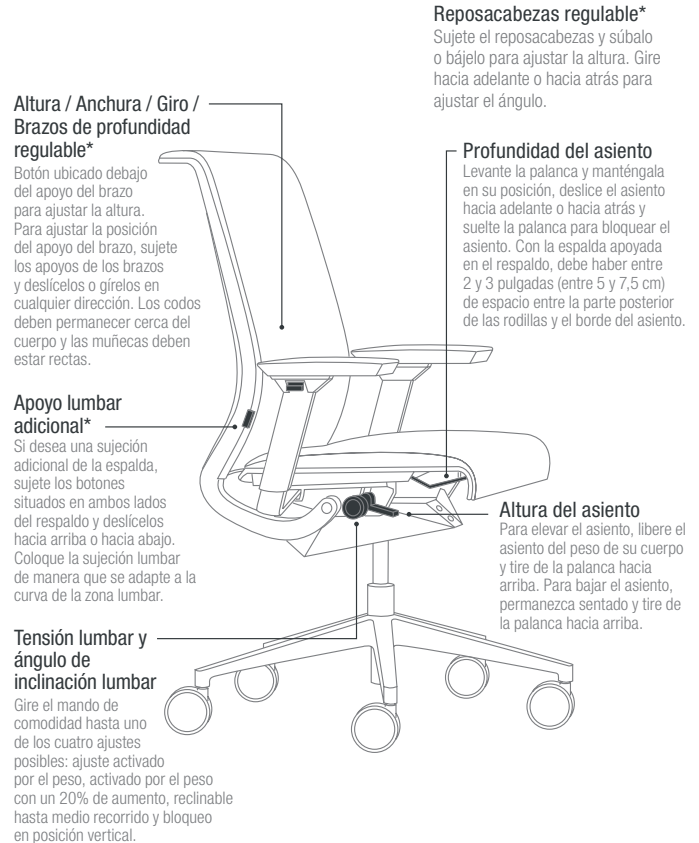 Reposacabezas regulable*
Sujete el reposacabezas y súbalo
o bájelo para ajustar la altura. Gire
hacia adelante o hacia atrás para
ajustar el ángulo.
Altura / Anchura / Giro /
Brazos de profundidad
regulable*
Botón ubicado debajo
del apoyo del brazo
para ajustar la altura.
Para ajustar la posición
del apoyo del brazo, sujete
los apoyos de los brazos
y deslícelos o gírelos en
cualquier dirección. Los codos
deben permanecer cerca del
cuerpo y las muñecas deben
estar rectas.
Profundidad del asiento
Levante la palanca y manténgala
en su posición, deslice el asiento
hacia adelante o hacia atrás y
suelte la palanca para bloquear el
asiento. Con la espalda apoyada
en el respaldo, debe haber entre
2 y 3 pulgadas (entre 5 y 7,5 cm)
de espacio entre la parte posterior
de las rodillas y el borde del asiento.
Apoyo lumbar
adicional*
Si desea una sujeción
adicional de la espalda,
sujete los botones
situados en ambos lados
del respaldo y deslícelos
hacia arriba o hacia abajo.
Coloque la sujeción lumbar
de manera que se adapte a la
curva de la zona lumbar.
Altura del asiento
Para elevar el asiento, libere el
asiento del peso de su cuerpo
y tire de la palanca hacia
arriba. Para bajar el asiento,
permanezca sentado y tire de
la palanca hacia arriba.
Tensión lumbar y
ángulo de
inclinación lumbar
Gire el mando de
comodidad hasta uno
de los cuatro ajustes
posibles: ajuste activado
por el peso, activado por el peso
con un 20% de aumento, reclinable
hasta medio recorrido y bloqueo
en posición vertical.